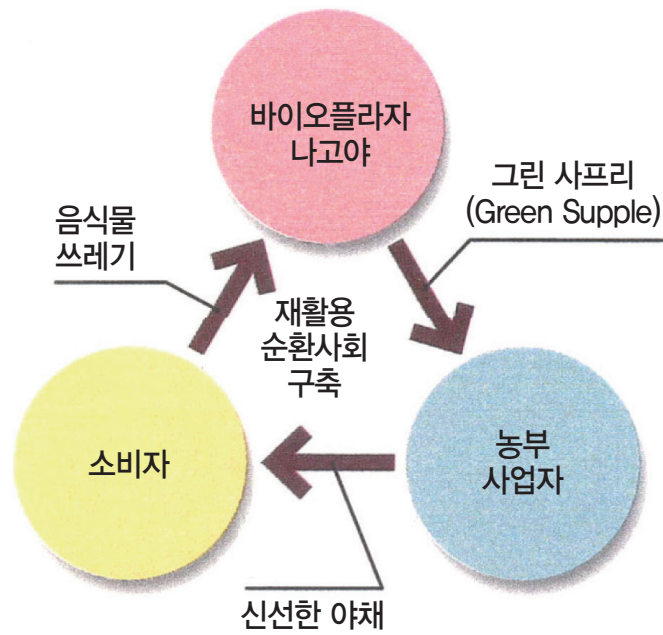 바이오플라자
나고야
그린 사프리
(Green Supple)
음식물
쓰레기
재활용
순환사회
구축
소비자
농부
사업자
신선한 야채